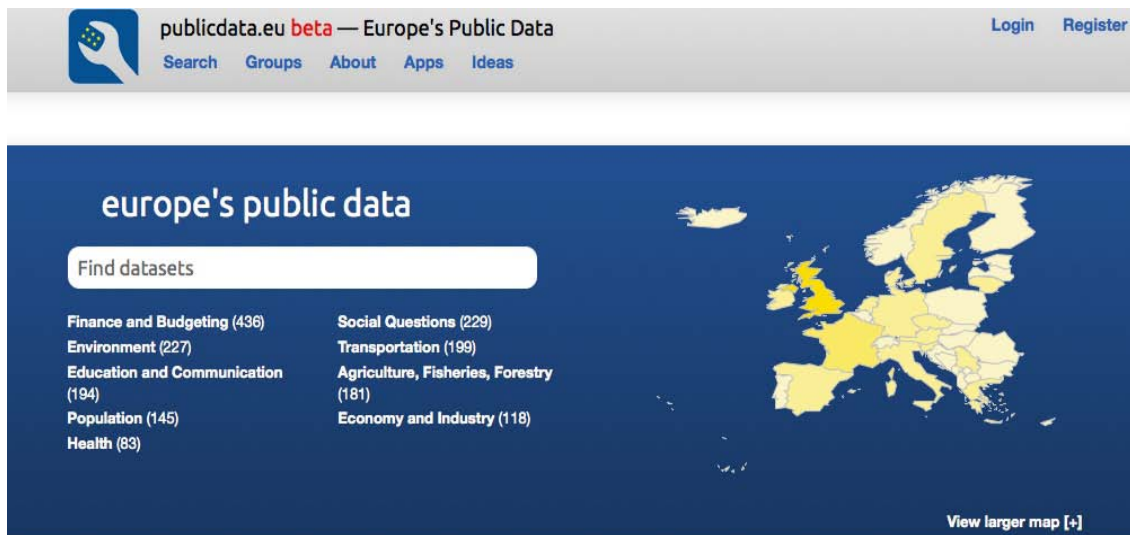 publicdata.eu beta — Europe's Public Data
Login Register
Search Groups About Apps Ideas
europe's public data
Find datasets
Finance and Budgeting (436)
Environment (227)
Education and Communication
(194)
Population (145)
Health (83)
Social Questions (229)
Transportation (199)
Agriculture, Fisheries, Forestry
(181)
Economy and Industry (118)
View larger map [+]